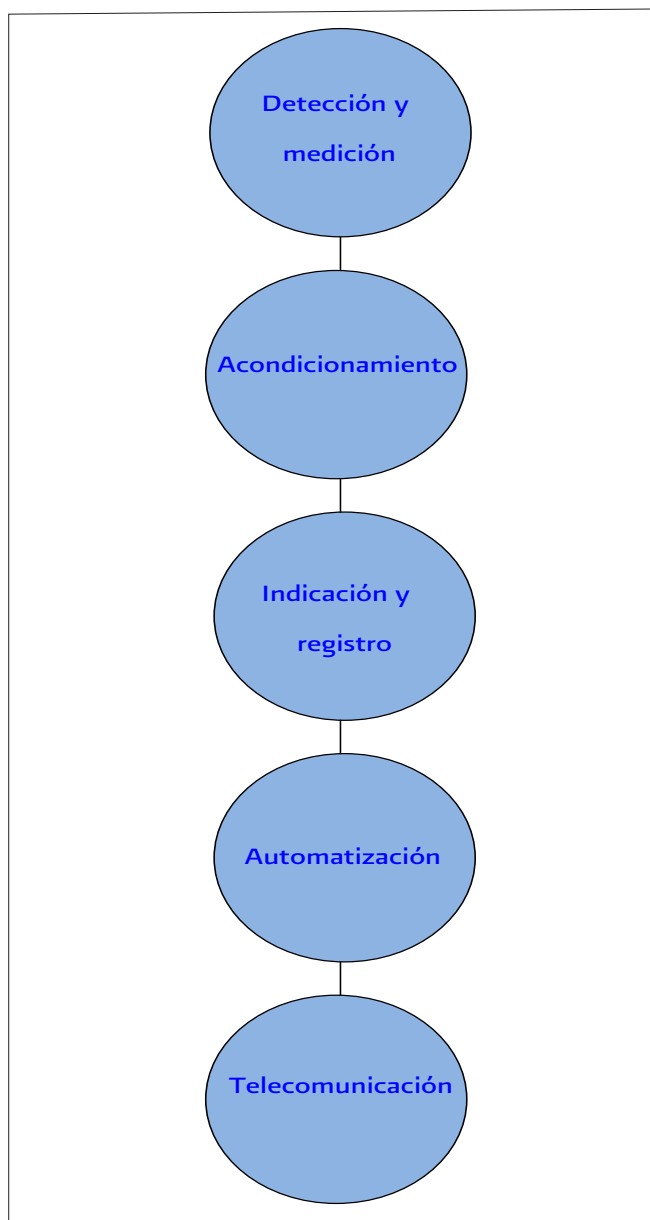 Detección y
medición
Acondicionamiento
Indicación y
registro
Automatización
Telecomunicación